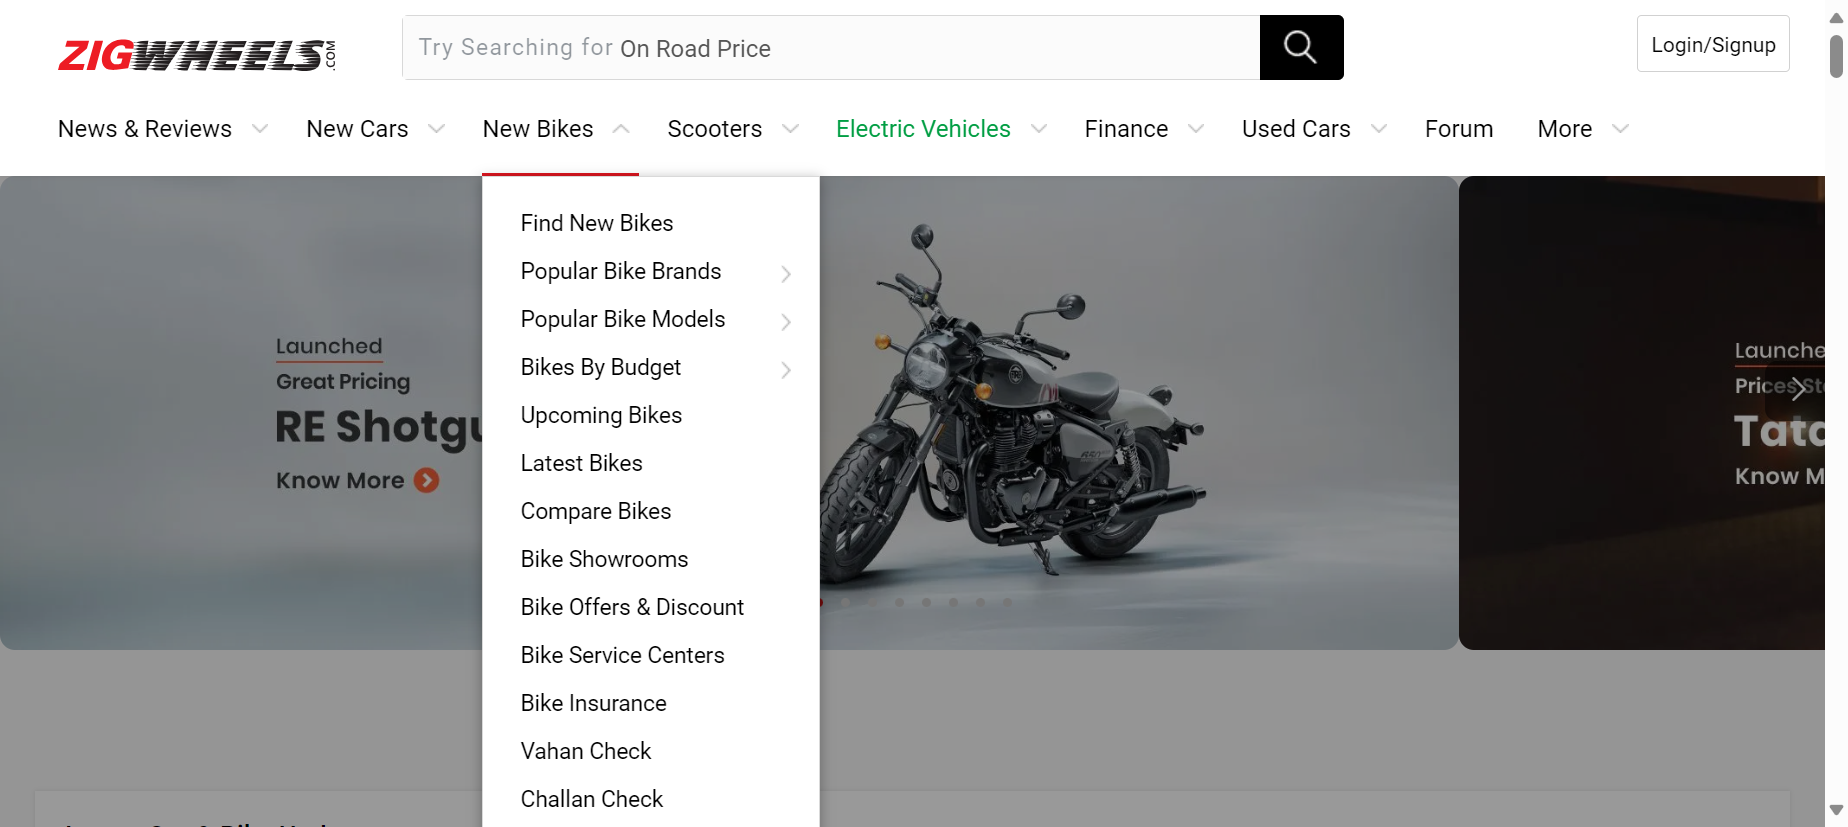 ZIGWHEELS.COM
Try Searching for On Road Price
Login/Signup
News & Reviews
New Cars
New Bikes
Scooters
Electric Vehicles
Finance
Used Cars
Forum
More
Find New Bikes
Popular Bike Brands
Popular Bike Models
Bikes By Budget
Upcoming Bikes
Latest Bikes
Compare Bikes
Bike Showrooms
Bike Offers & Discount
Bike Service Centers
Bike Insurance
Vahan Check
Challan Check
Launched
Great Pricing
RE Shotgu
Know More
Launche
Prices St
Tata
Know M